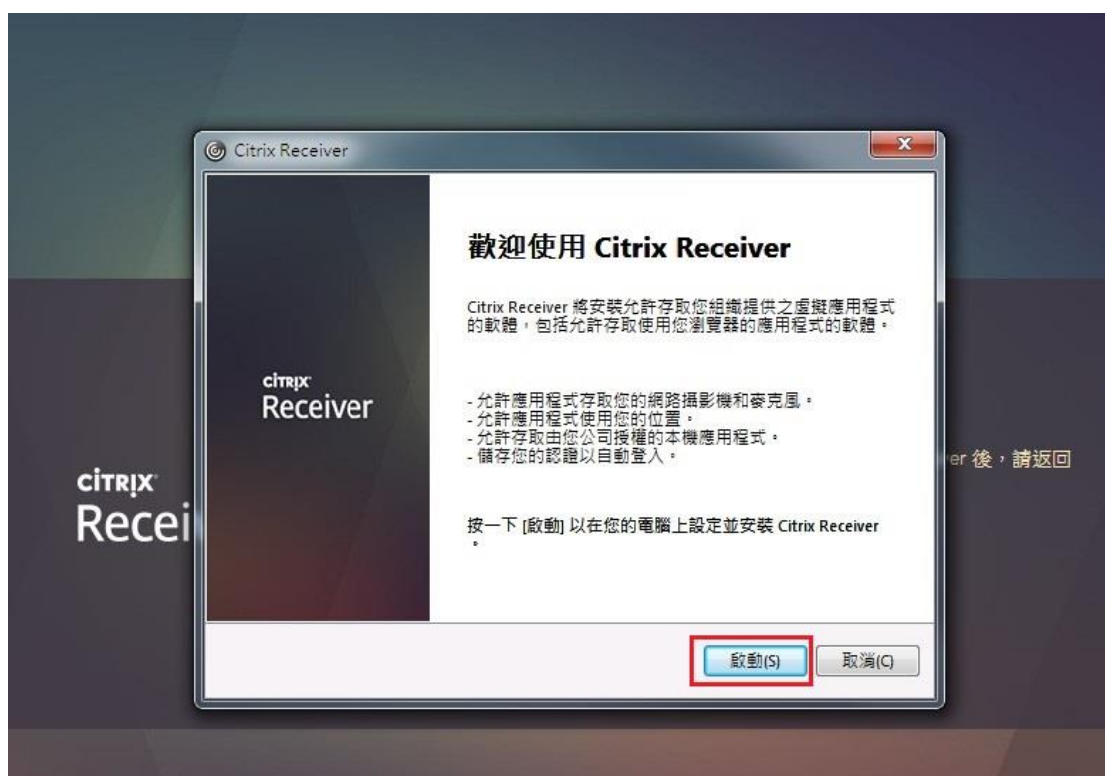 Citrix Receiver
歡迎使用 Citrix Receiver
Citrix Receiver 將安裝允許存取您組織提供之虛擬應用程式
的軟體，包括允許存取使用您瀏覽器的應用程式的軟體。
CITRIX
Receiver
- 允許應用程式存取您的網路攝影機和麥克風。
- 允許應用程式使用您的位置。
- 允許存取由您公司授權的本機應用程式。
- 儲存您的認證以自動登入。
er 後，請返回
CITRIX
Recei
按一下 [啟動] 以在您的電腦上設定並安裝 Citrix Receiver
。
啟動(S)
取消(C)